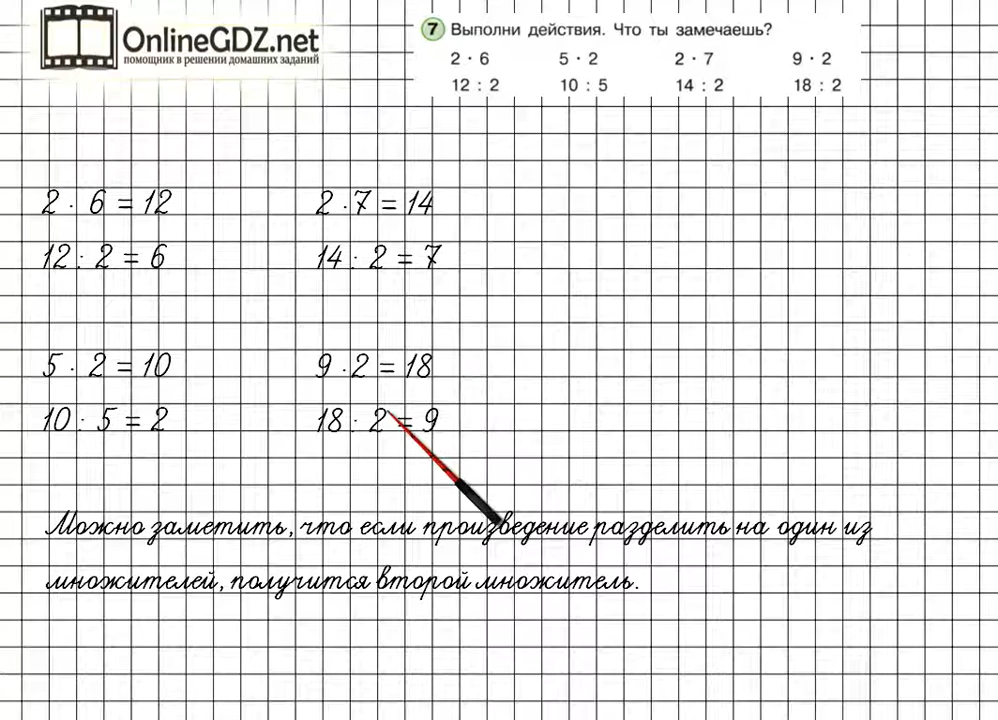 OnlineGDZ.net
помощник в решении домашних заданий
7 Выполни действия. Что ты замечаешь?
2 · 6 5 · 2 2 · 7 9 · 2
12 : 2 10 : 5 14 : 2 18 : 2
2 · 6 = 12 2 · 7 = 14
12 : 2 = 6 14 : 2 = 7
5 · 2 = 10 9 · 2 = 18
10 : 5 = 2 18 : 2 = 9
Можно заметить, что если произведение разделить на один из
множителей, получится второй множитель.